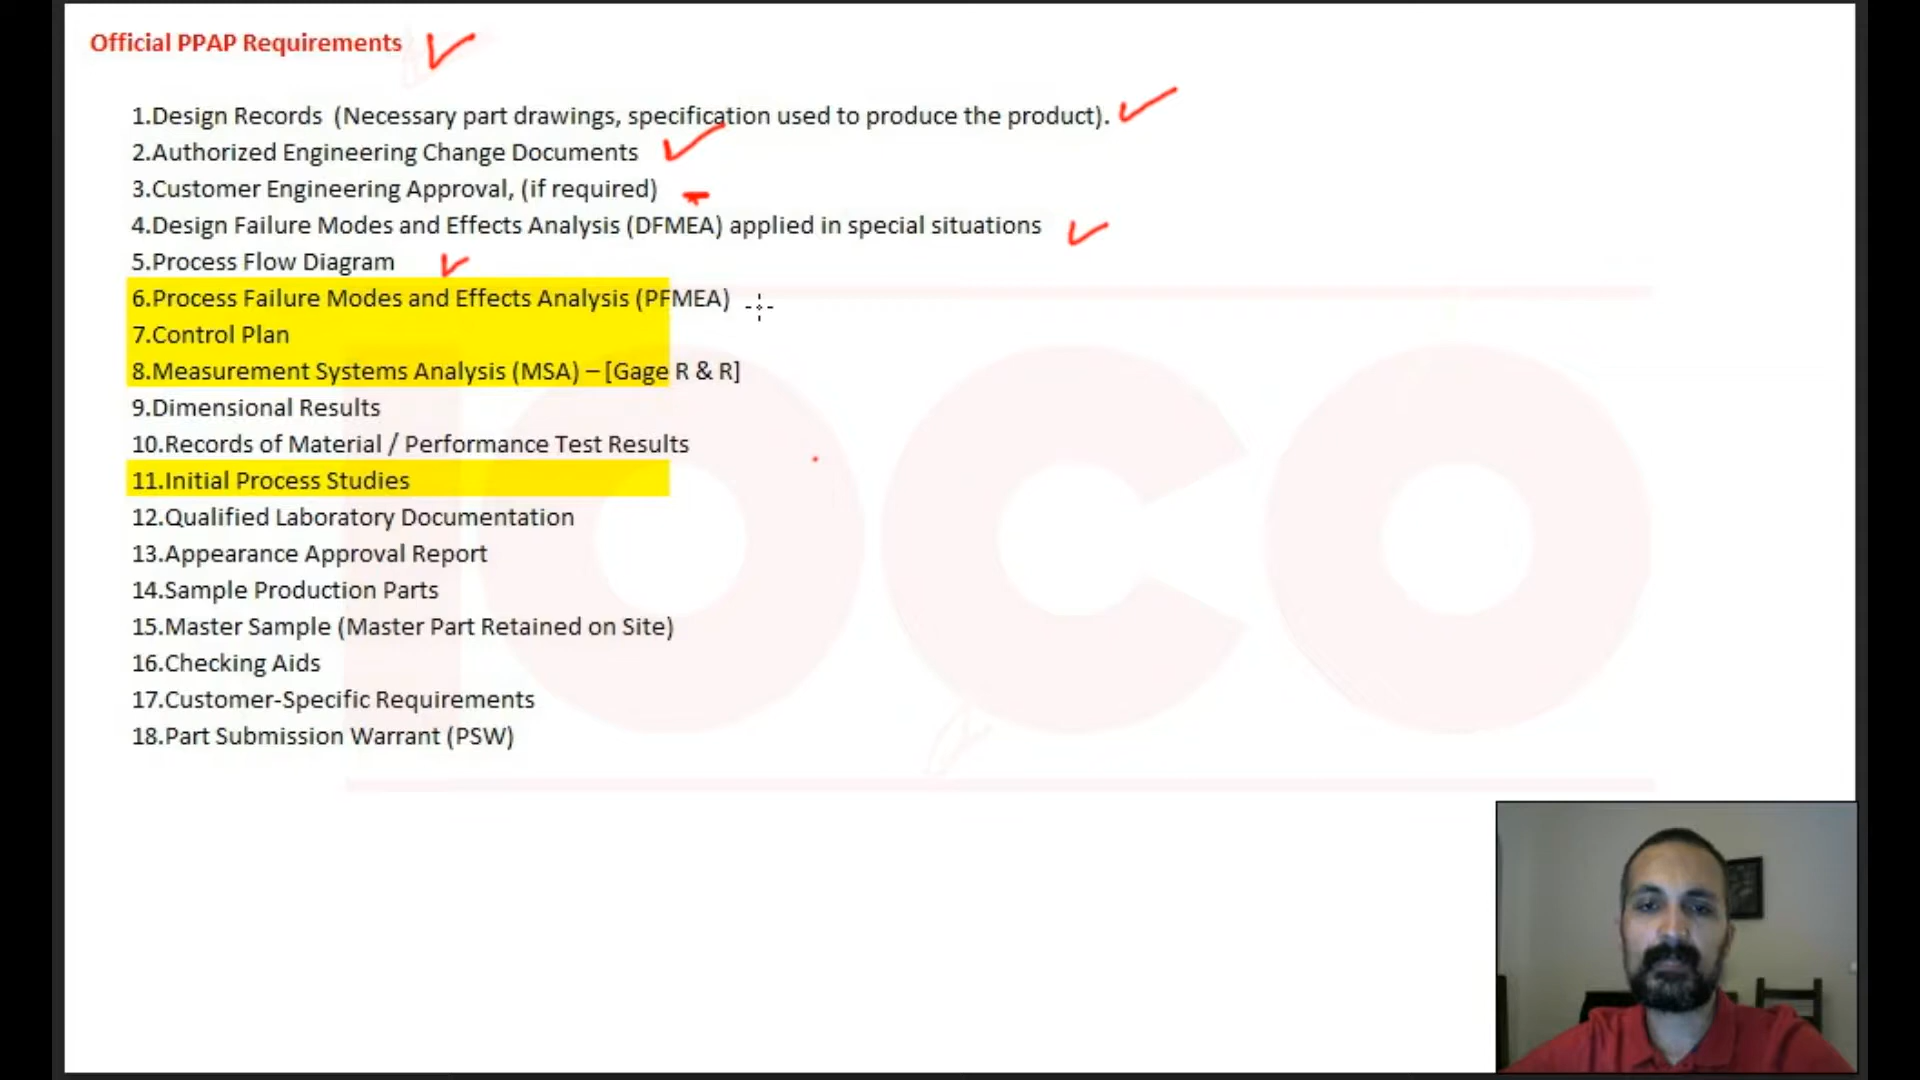 Official PPAP Requirements
1.Design Records (Necessary part drawings, specification used to produce the product).
2.Authorized Engineering Change Documents
3.Customer Engineering Approval, (if required)
4.Design Failure Modes and Effects Analysis (DFMEA) applied in special situations
5.Process Flow Diagram
6.Process Failure Modes and Effects Analysis (PFMEA)
7.Control Plan
8.Measurement Systems Analysis (MSA) – [Gage R & R]
9.Dimensional Results
10.Records of Material / Performance Test Results
11.Initial Process Studies
12.Qualified Laboratory Documentation
13.Appearance Approval Report
14.Sample Production Parts
15.Master Sample (Master Part Retained on Site)
16.Checking Aids
17.Customer-Specific Requirements
18.Part Submission Warrant (PSW)
IOCO